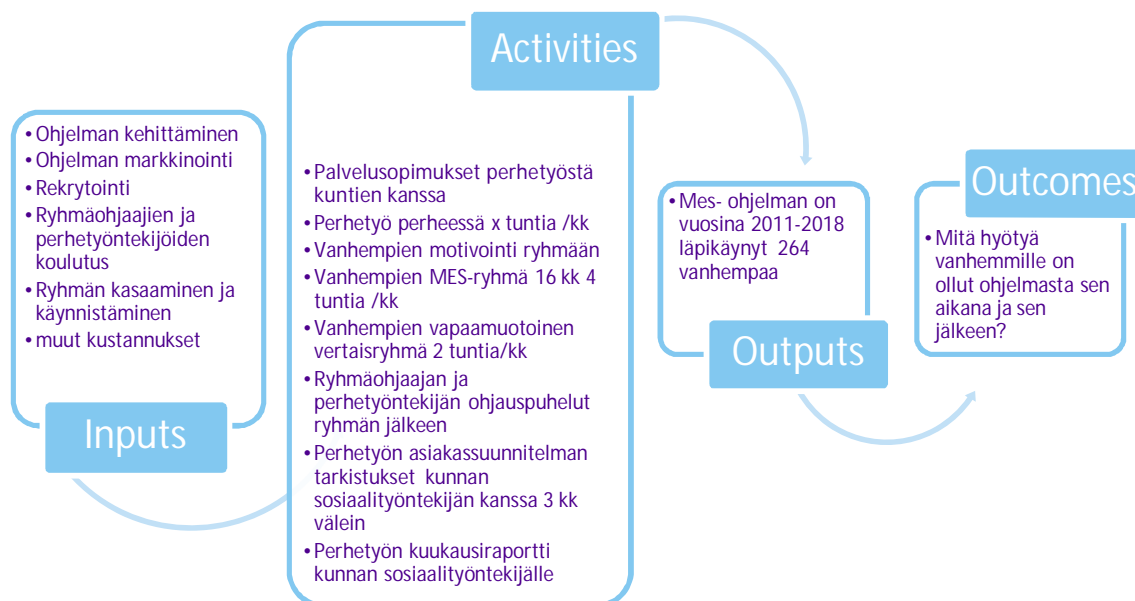 Inputs
• Ohjelman kehittäminen
• Ohjelman markkinointi
• Rekrytointi
• Ryhmäohjaajien ja
perhetyöntekijöiden
koulutus
• Ryhmän kasaaminen ja
käynnistäminen
• muut kustannukset
Activities
• Palvelusopimukset perhetyöstä
kuntien kanssa
• Perhetyö perheessä x tuntia /kk
• Vanhempien motivointi ryhmään
• Vanhempien MES-ryhmä 16 kk 4
tuntia /kk
• Vanhempien vapaamuotoinen
vertaisryhmä 2 tuntia/kk
• Ryhmäohjaajan ja
perhetyöntekijän ohjauspuhelut
ryhmän jälkeen
• Perhetyön asiakassuunnitelman
tarkistukset kunnan
sosiaalityöntekijän kanssa 3 kk
välein
• Perhetyön kuukausiraportti
kunnan sosiaalityöntekijälle
• Mes- ohjelman on
vuosina 2011-2018
läpikäynyt 264
vanhempaa
Outputs
Outcomes
• Mitä hyötyä
vanhemmille on
ollut ohjelmasta sen
aikana ja sen
jälkeen?